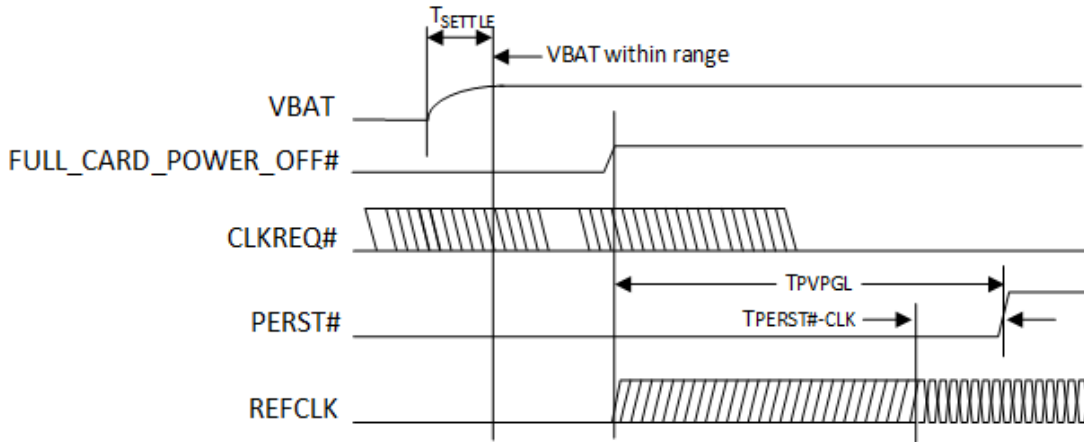 TSETTLE
VBAT within range
VBAT
FULL_CARD_POWER_OFF#
CLKREQ#
TPVPGL
PERST#
TPERST#-CLK
REFCLK